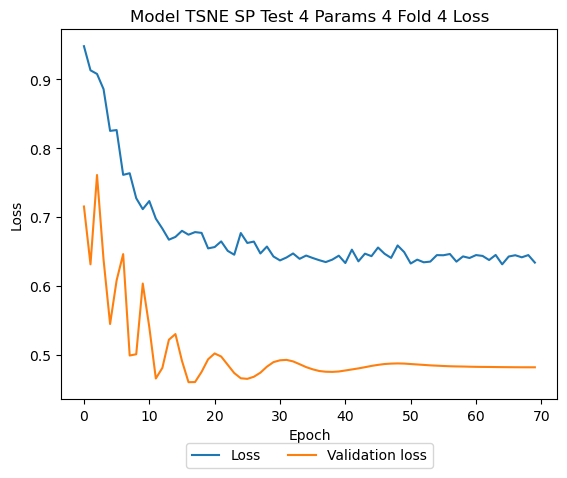 Model TSNE SP Test 4 Params 4 Fold 4 Loss
0.9
0.8
0.7
0.6
0.5
Loss
0 10 20 30 40 50 60 70
Epoch
Loss Validation loss